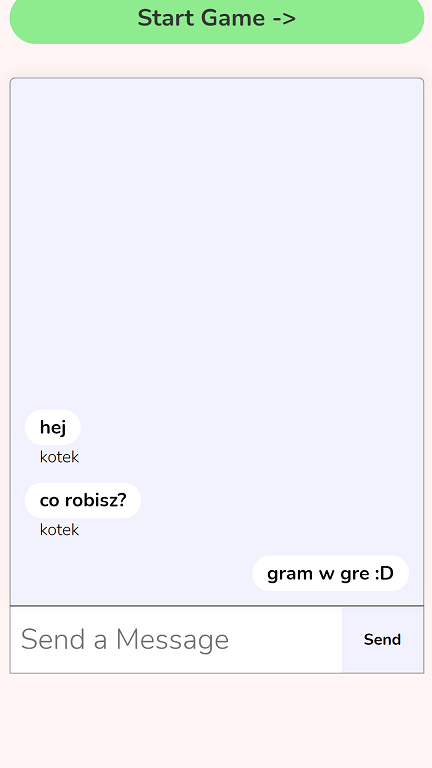 Start Game ->
hej
kotek
co robisz?
kotek
gram w gre :D
Send a Message
Send